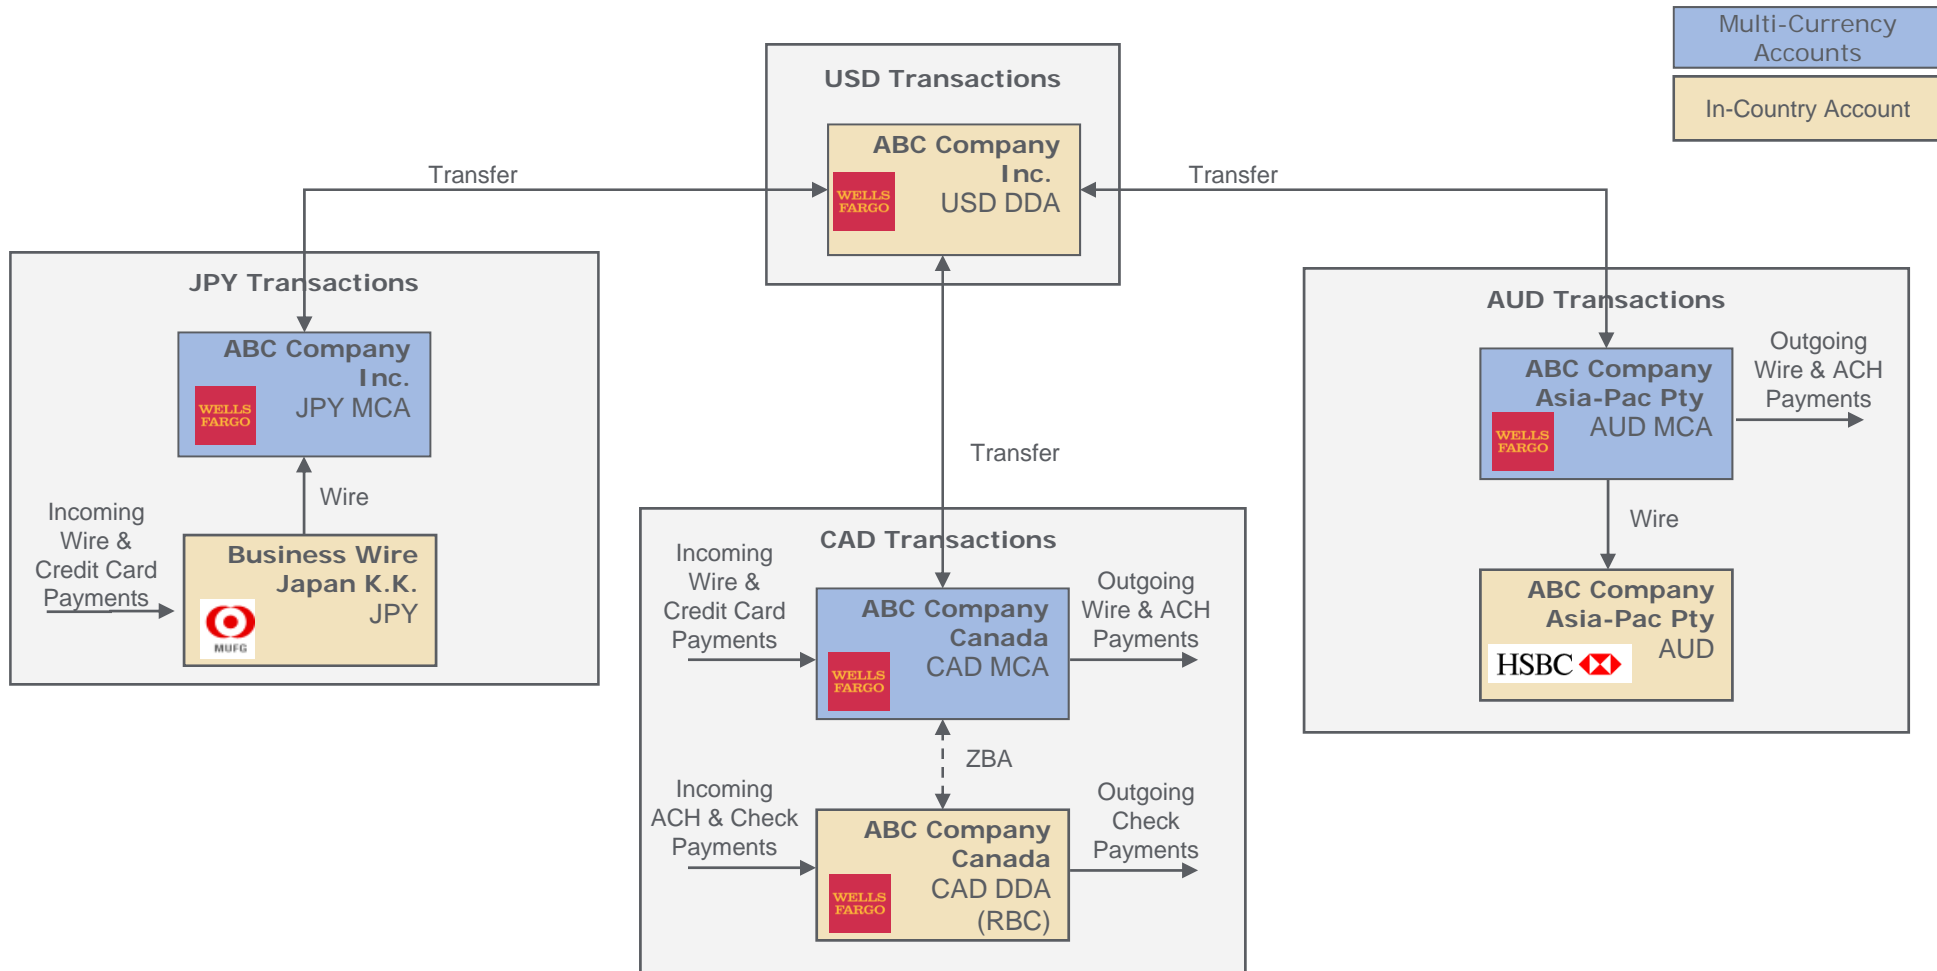 Multi-Currency
Accounts
In-Country Account
USD Transactions
ABC Company
Inc.
USD DDA
WELLS
FARGO
Transfer
Transfer
JPY Transactions
ABC Company
Inc.
JPY MCA
WELLS
FARGO
Wire
Incoming
Wire &
Credit Card
Payments
Business Wire
Japan K.K.
JPY
MUFG
Transfer
CAD Transactions
Incoming
Wire &
Credit Card
Payments
ABC Company
Canada
CAD MCA
WELLS
FARGO
Outgoing
Wire & ACH
Payments
ZBA
Incoming
ACH & Check
Payments
ABC Company
Canada
CAD DDA
(RBC)
WELLS
FARGO
Outgoing
Check
Payments
AUD Transactions
ABC Company
Asia-Pac Pty
AUD MCA
WELLS
FARGO
Outgoing
Wire & ACH
Payments
Wire
ABC Company
Asia-Pac Pty
AUD
HSBC